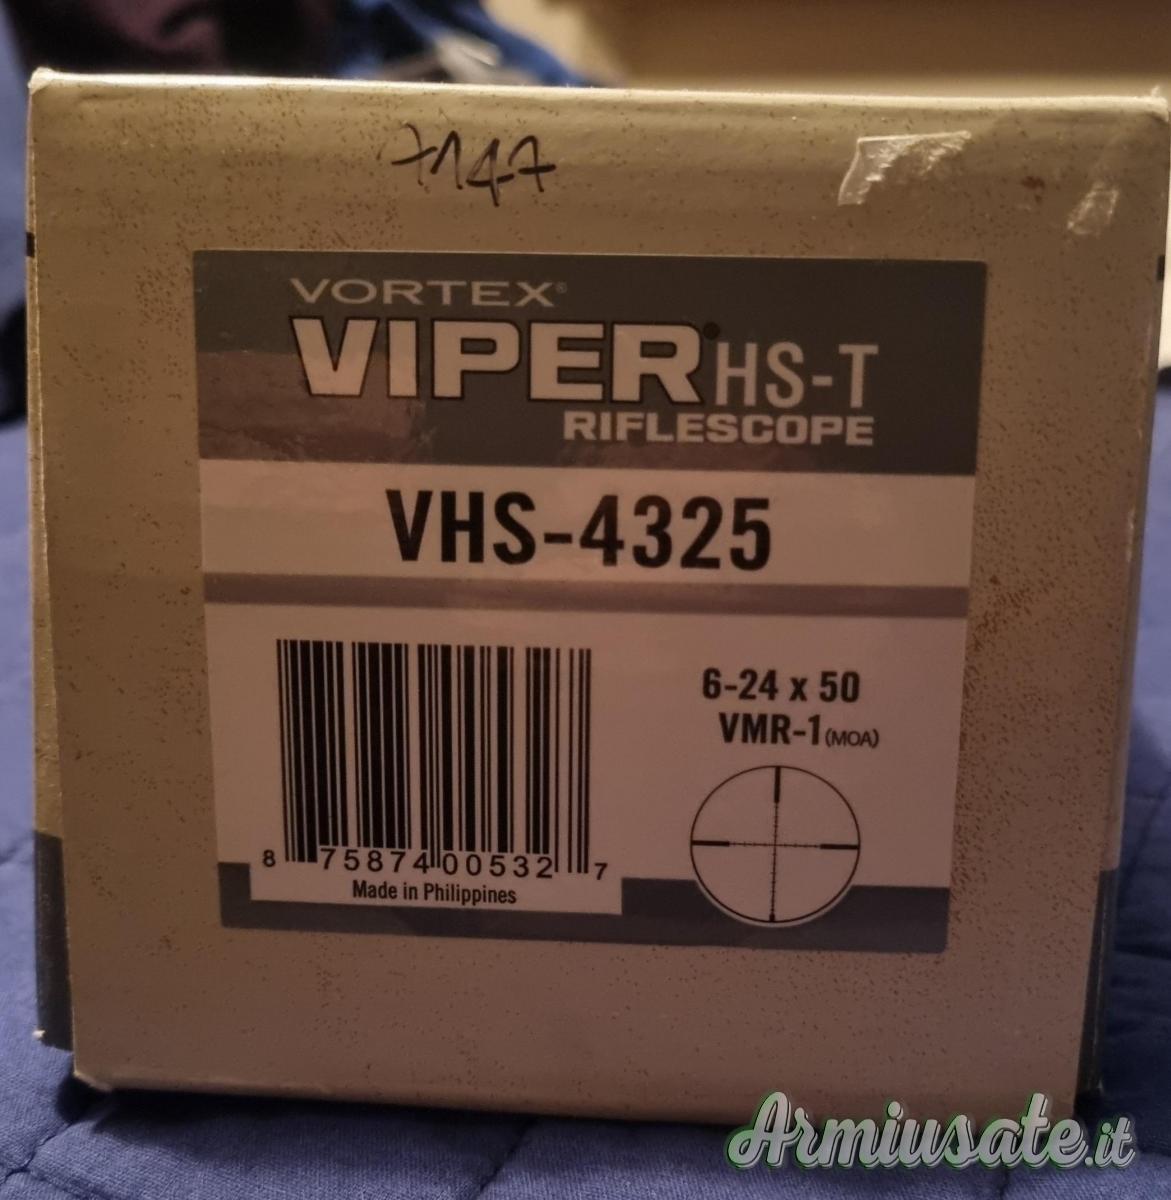 7147
VORTEX®
VIPER® HS-T
RIFLESCOPE
VHS-4325
6-24 x 50
VMR-1 (MOA)
8 75874 00532 7
Made in Philippines
Armiusate.it